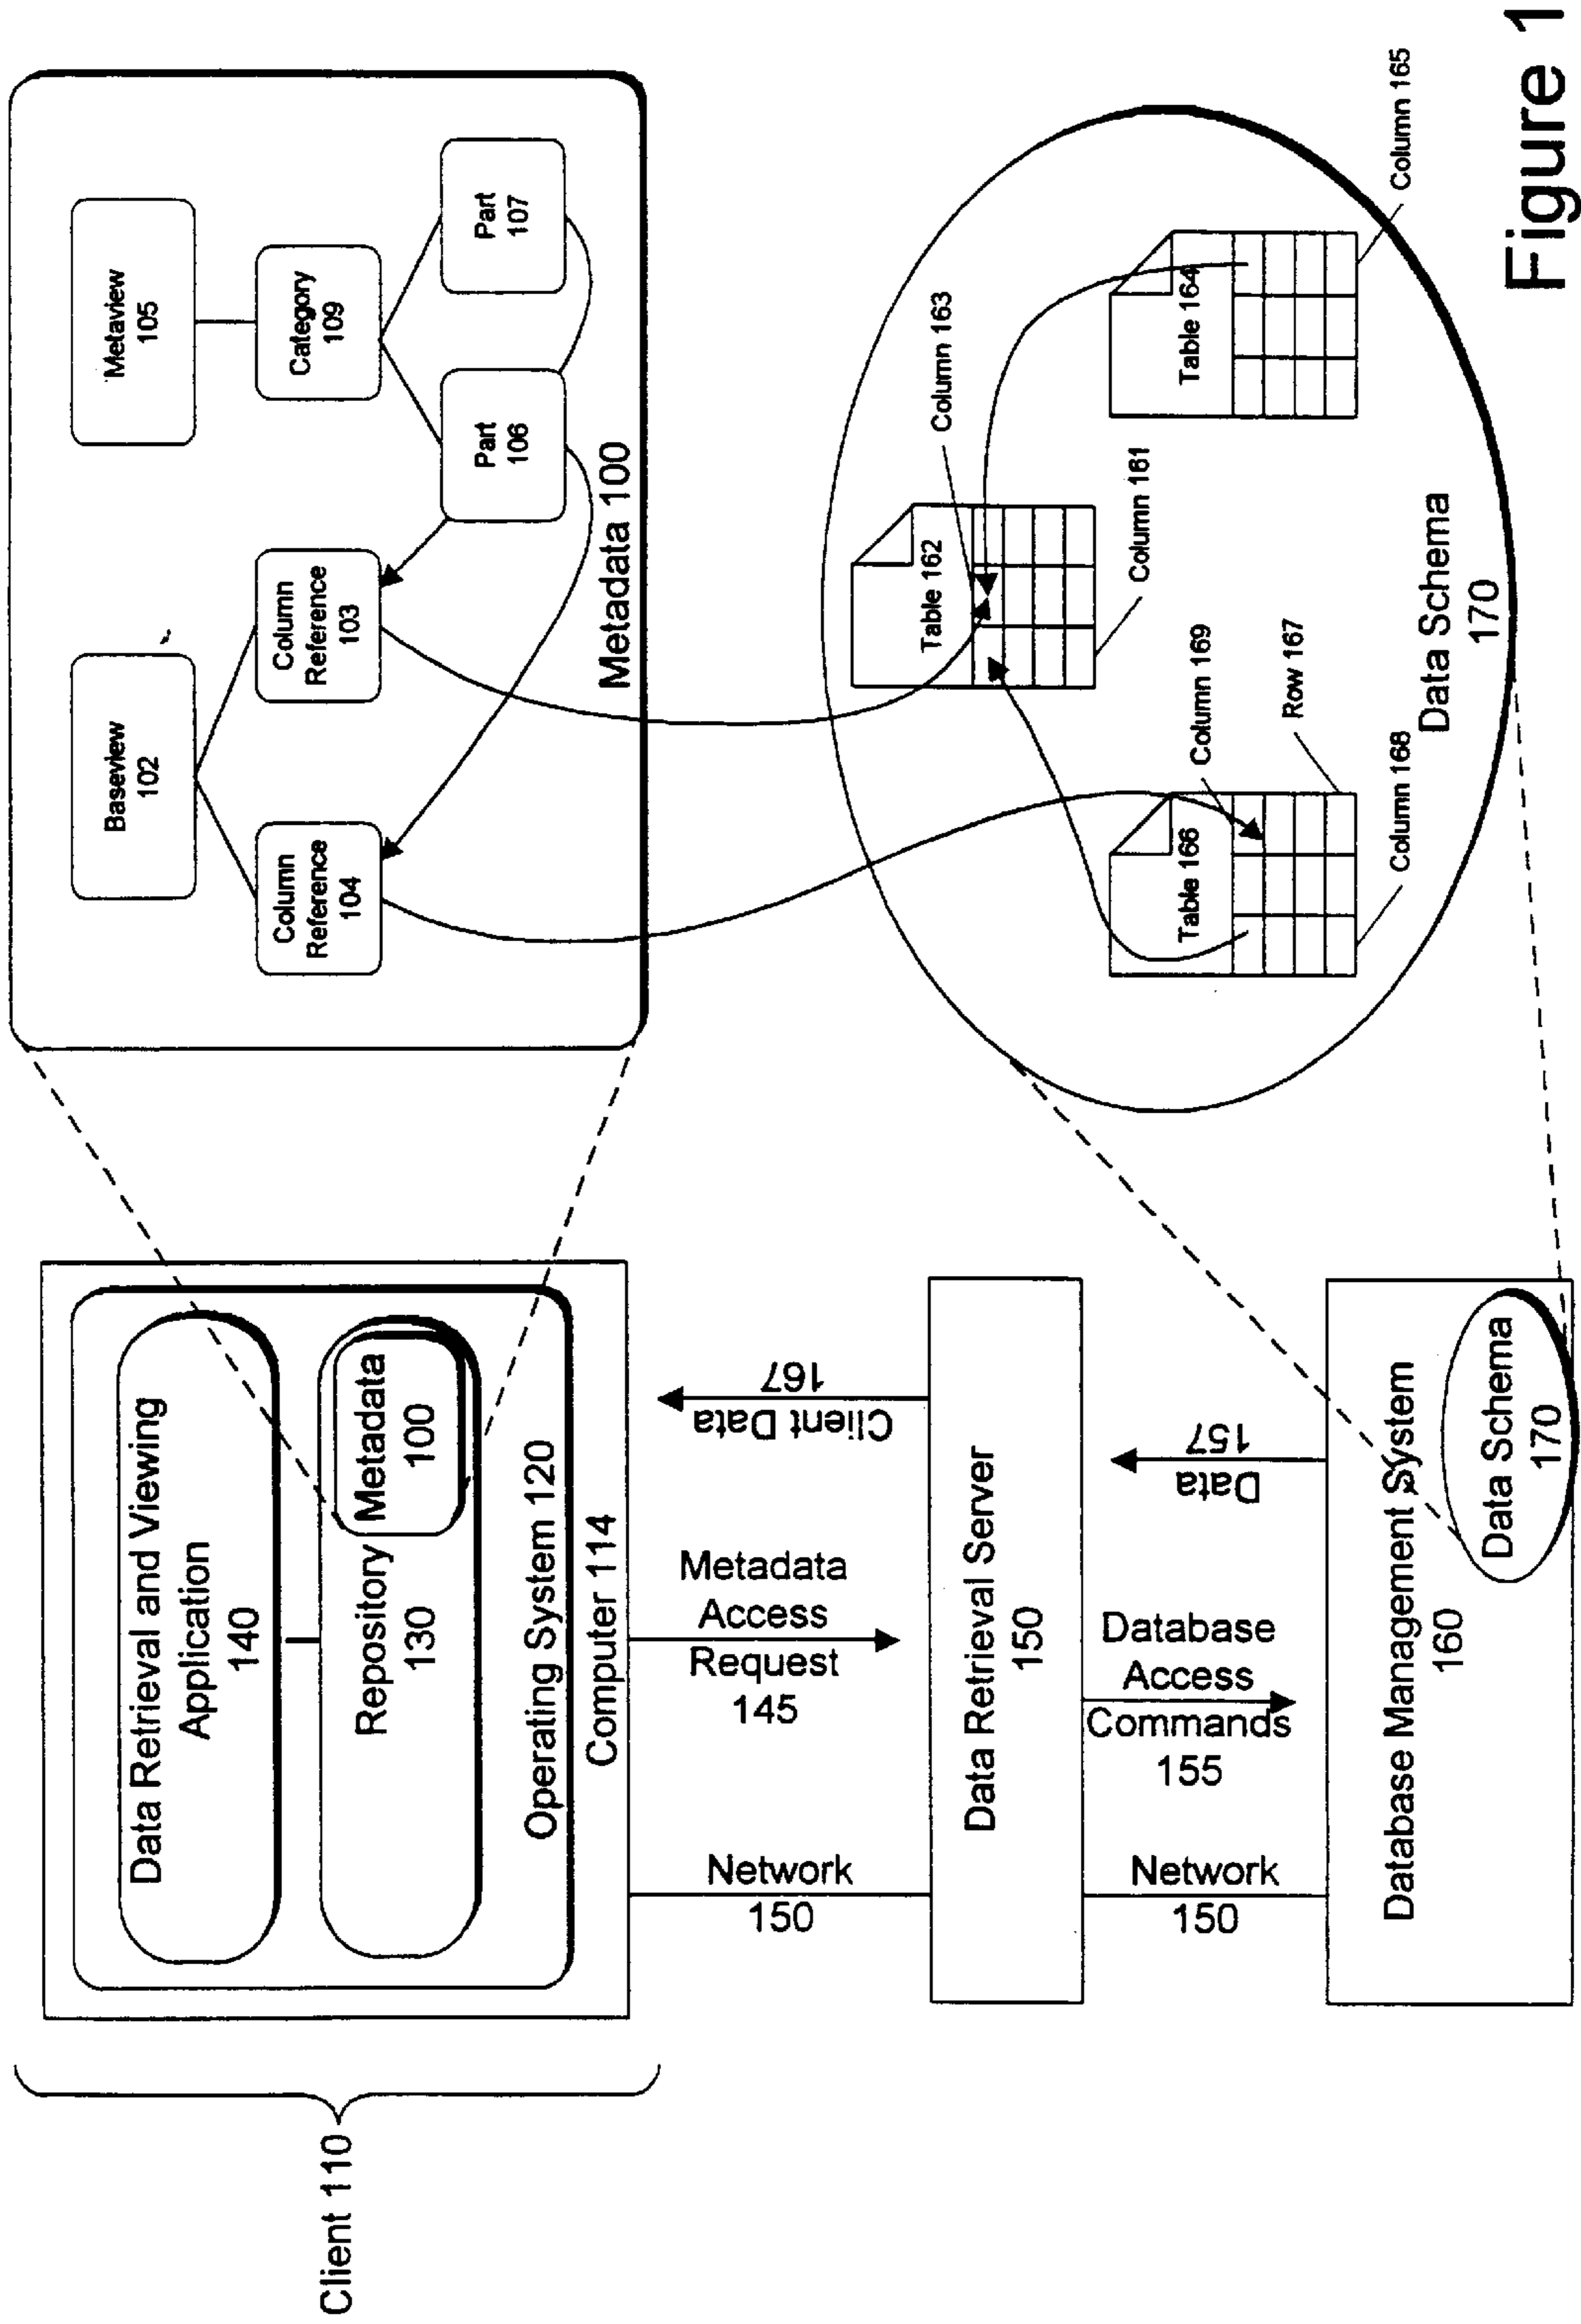 Client 110
Data Retrieval and Viewing
Application
140
Repository
130
Metadata
100
Operating System 120
Computer 114
Network
150
Metadata
Access
Request
145
Client Data
167
Data Retrieval Server
150
Network
150
Database
Access
Commands
155
Data
157
Database Management System
160
Data Schema
170
Baseview
102
Metaview
105
Column
Reference
104
Column
Reference
103
Category
109
Part
106
Part
107
Metadata 100
Table 162
Column 163
Column 161
Table 166
Column 169
Row 167
Column 168
Table 164
Column 165
Data Schema
170
Figure 1